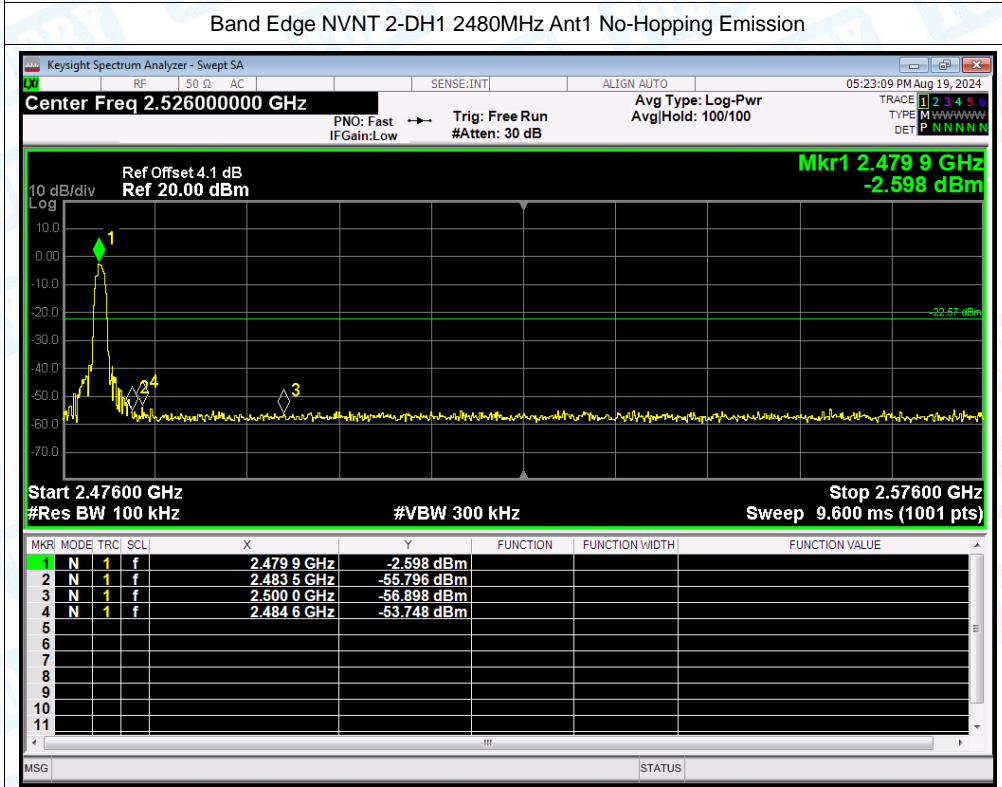 Band Edge NVNT 2-DH1 2480MHz Ant1 No-Hopping Emission
Keysight Spectrum Analyzer - Swept SA
LXI RF 50 Ω AC SENSE:INT ALIGN AUTO 05:23:09 PM Aug 19, 2024
Center Freq 2.526000000 GHz
PNO: Fast
IFGain:Low
Trig: Free Run
#Atten: 30 dB
Avg Type: Log-Pwr
Avg|Hold: 100/100
TRACE 1 2 3 4 5 6
TYPE M WWWWW
DET P N N N N N
Mkr1 2.479 9 GHz
-2.598 dBm
Ref Offset 4.1 dB
10 dB/div Ref 20.00 dBm
Log
10.0
0.00
-10.0
-20.0
-30.0
-40.0
-50.0
-60.0
-70.0
1
24
3
-22.57 dBm
Start 2.47600 GHz Stop 2.57600 GHz
#Res BW 100 kHz #VBW 300 kHz Sweep 9.600 ms (1001 pts)
MKR MODE TRC SCL X Y FUNCTION FUNCTION WIDTH FUNCTION VALUE
1 N 1 f 2.479 9 GHz -2.598 dBm
2 N 1 f 2.483 5 GHz -55.796 dBm
3 N 1 f 2.500 0 GHz -56.898 dBm
4 N 1 f 2.484 6 GHz -53.748 dBm
5
6
7
8
9
10
11
MSG STATUS